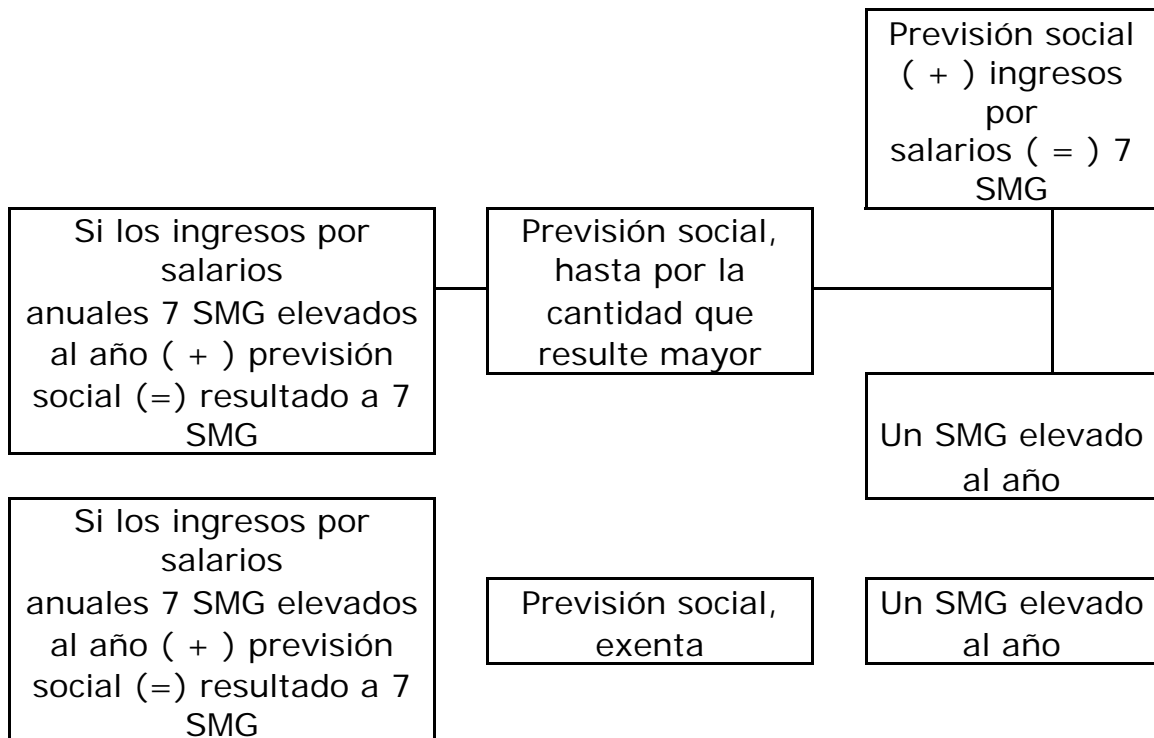 Previsión social
( + ) ingresos
por
salarios ( = ) 7
SMG
Si los ingresos por
salarios
anuales 7 SMG elevados
al año ( + ) previsión
social (=) resultado a 7
SMG
Previsión social,
hasta por la
cantidad que
resulte mayor
Un SMG elevado
al año
Si los ingresos por
salarios
anuales 7 SMG elevados
al año ( + ) previsión
social (=) resultado a 7
SMG
Previsión social,
exenta
Un SMG elevado
al año